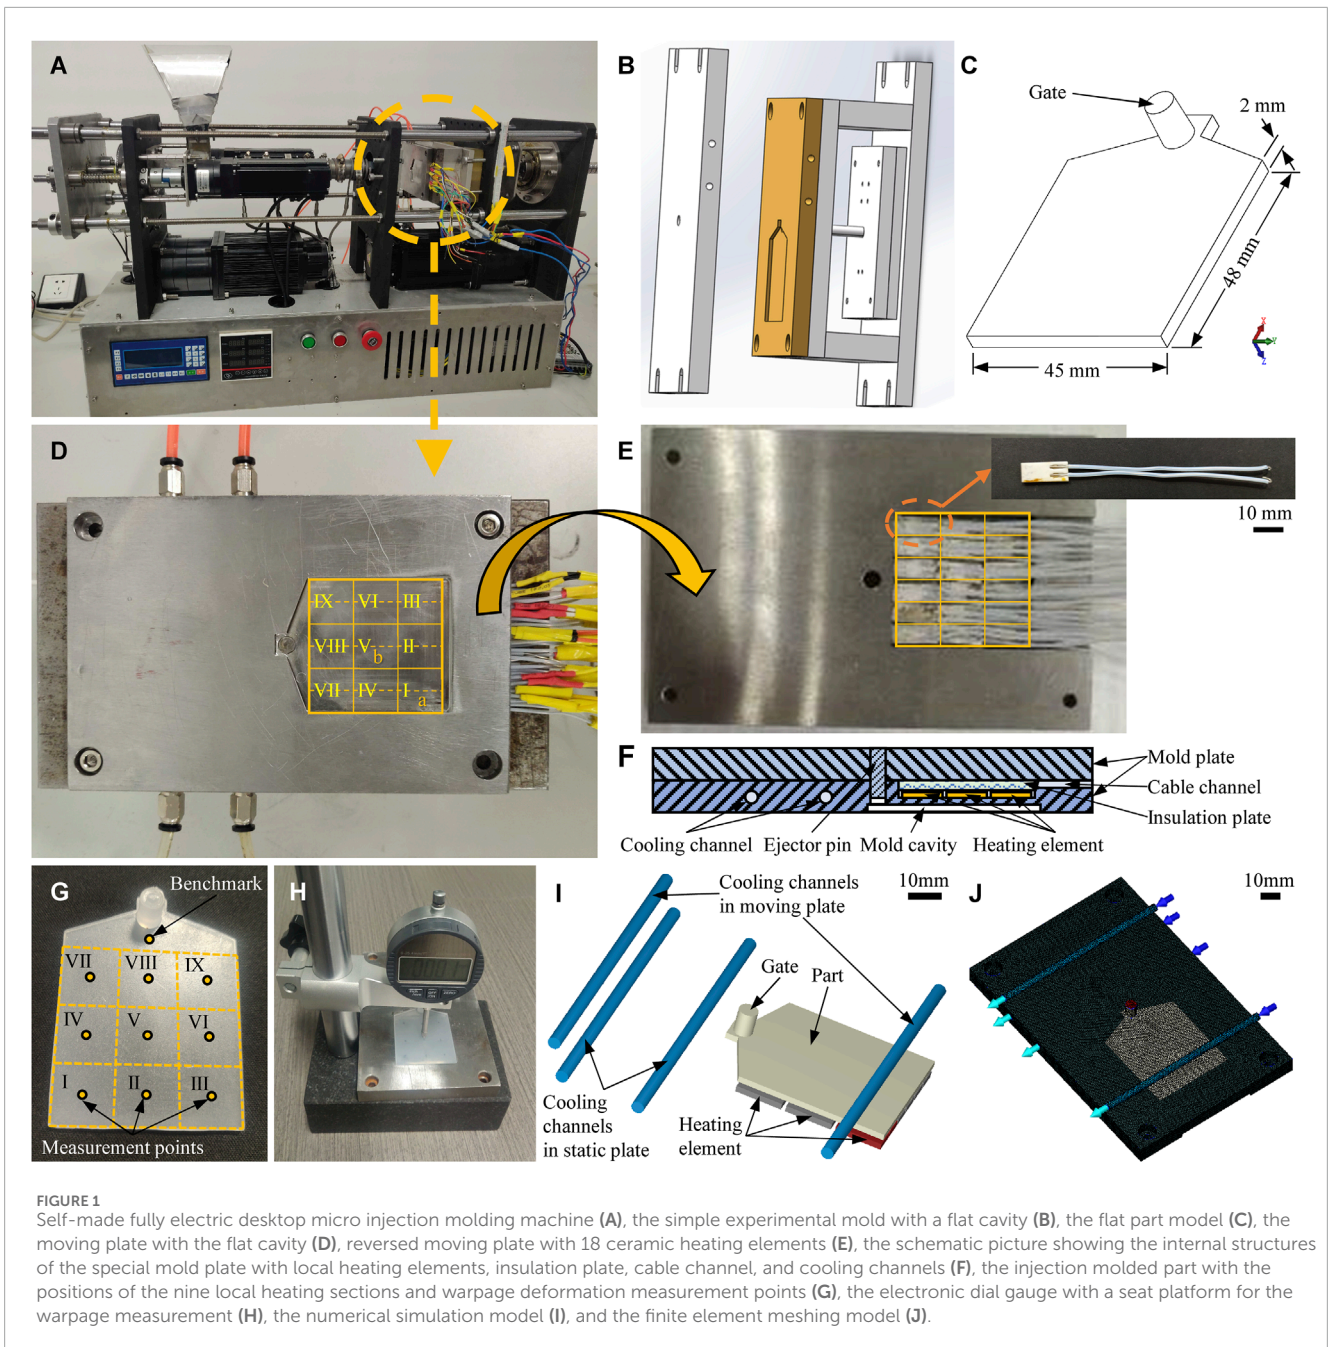 A
B
C
Gate
2 mm
48 mm
45 mm
X
Y
Z
D
IX
VI
III
VIII
V
II
b
VII
IV
I
a
E
10 mm
F
Mold plate
Cable channel
Insulation plate
Cooling channel
Ejector pin
Mold cavity
Heating element
G
Benchmark
VII
VIII
IX
IV
V
VI
I
II
III
Measurement points
H
I
Cooling channels
in moving plate
10mm
Gate
Part
Cooling
channels
in static plate
Heating
element
J
10mm
FIGURE 1
Self-made fully electric desktop micro injection molding machine (A), the simple experimental mold with a flat cavity (B), the flat part model (C), the
moving plate with the flat cavity (D), reversed moving plate with 18 ceramic heating elements (E), the schematic picture showing the internal structures
of the special mold plate with local heating elements, insulation plate, cable channel, and cooling channels (F), the injection molded part with the
positions of the nine local heating sections and warpage deformation measurement points (G), the electronic dial gauge with a seat platform for the
warpage measurement (H), the numerical simulation model (I), and the finite element meshing model (J).